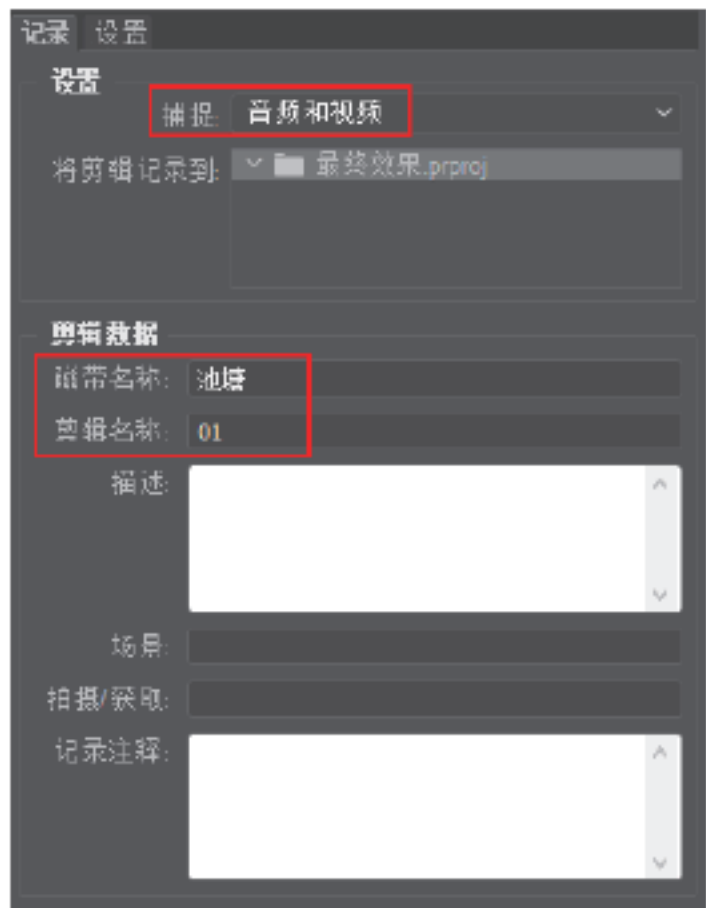 记录 设置
设置
捕捉: 音频和视频
将剪辑记录到: 最终效果.prproj
剪辑数据
磁带名称: 池塘
剪辑名称: 01
描述:
场景:
拍摄/获取:
记录注释: